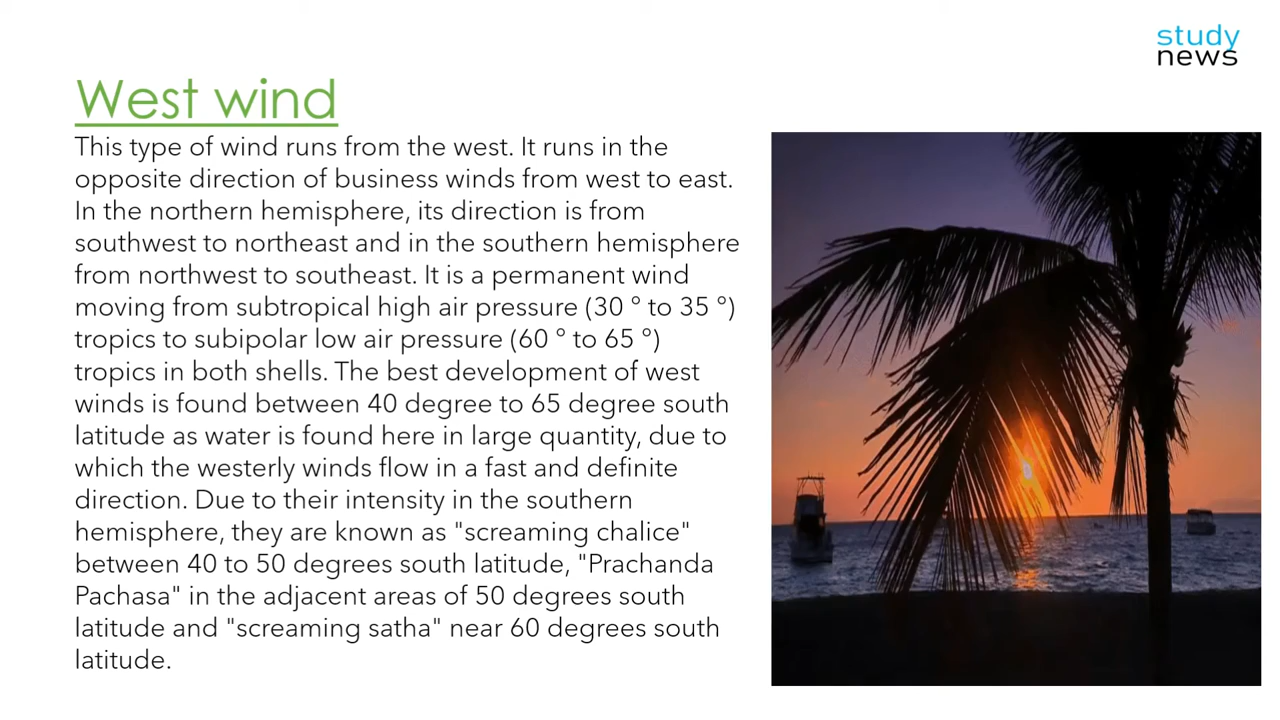 study
news
West wind
This type of wind runs from the west. It runs in the
opposite direction of business winds from west to east.
In the northern hemisphere, its direction is from
southwest to northeast and in the southern hemisphere
from northwest to southeast. It is a permanent wind
moving from subtropical high air pressure (30 º to 35 º)
tropics to subipolar low air pressure (60 º to 65 º)
tropics in both shells. The best development of west
winds is found between 40 degree to 65 degree south
latitude as water is found here in large quantity, due to
which the westerly winds flow in a fast and definite
direction. Due to their intensity in the southern
hemisphere, they are known as "screaming chalice"
between 40 to 50 degrees south latitude, "Prachanda
Pachasa" in the adjacent areas of 50 degrees south
latitude and "screaming satha" near 60 degrees south
latitude.